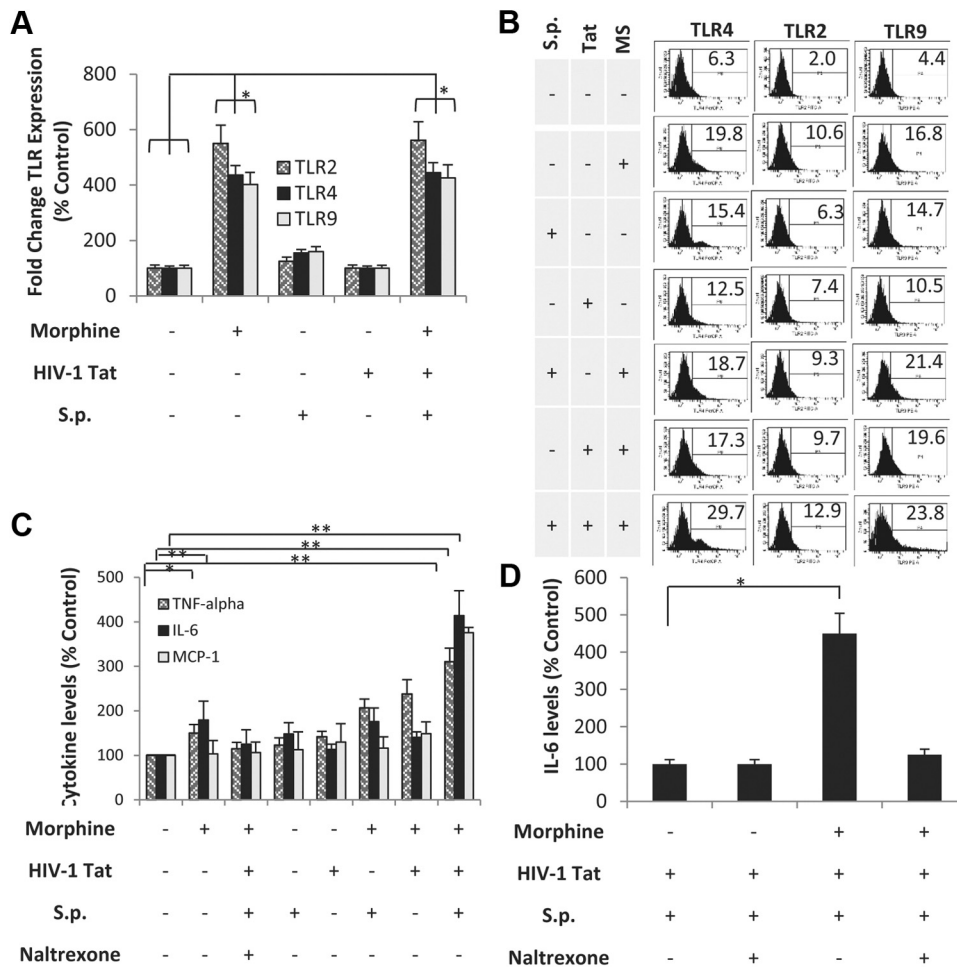 A
Fold Change TLR Expression
(% Control)
800
600
400
200
0
*
*
TLR2
TLR4
TLR9
Morphine - + - - +
HIV-1 Tat - - - + +
S.p. - - + - +
B
S.p. Tat MS TLR4 TLR2 TLR9
- - - 6.3 2.0 4.4
- - + 19.8 10.6 16.8
+ - - 15.4 6.3 14.7
- + - 12.5 7.4 10.5
+ - + 18.7 9.3 21.4
- + + 17.3 9.7 19.6
+ + + 29.7 12.9 23.8
C
**
**
**
**
*
Cytokine levels (% Control)
500
400
300
200
100
0
TNF-alpha
IL-6
MCP-1
Morphine - + + - - + + +
HIV-1 Tat - - + - + - + +
S.p. - - + + - + - +
Naltrexone +
D
IL-6 levels (% Control)
600
500
400
300
200
100
0
*
Morphine - - + +
HIV-1 Tat + + + +
S.p. + + + +
Naltrexone - + - +